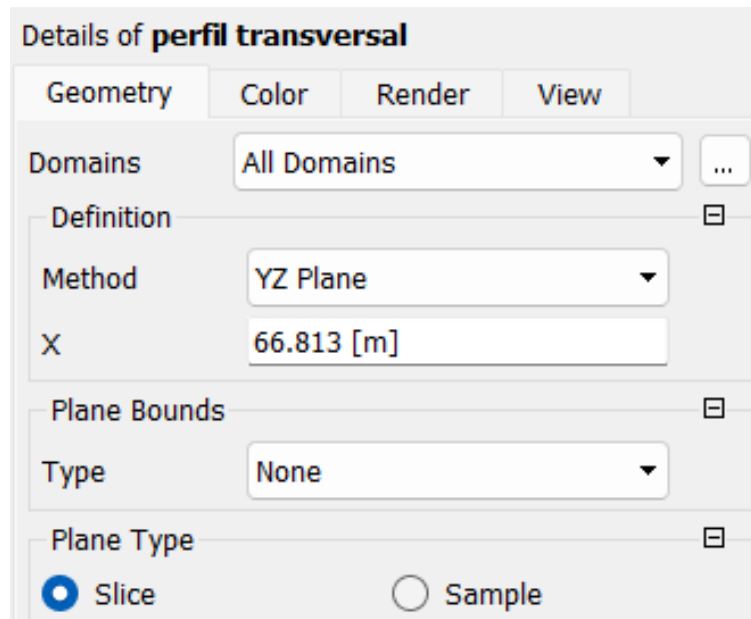 Details of perfil transversal
Geometry Color Render View
Domains All Domains ...
Definition
Method YZ Plane
X 66.813 [m]
Plane Bounds
Type None
Plane Type
Slice Sample